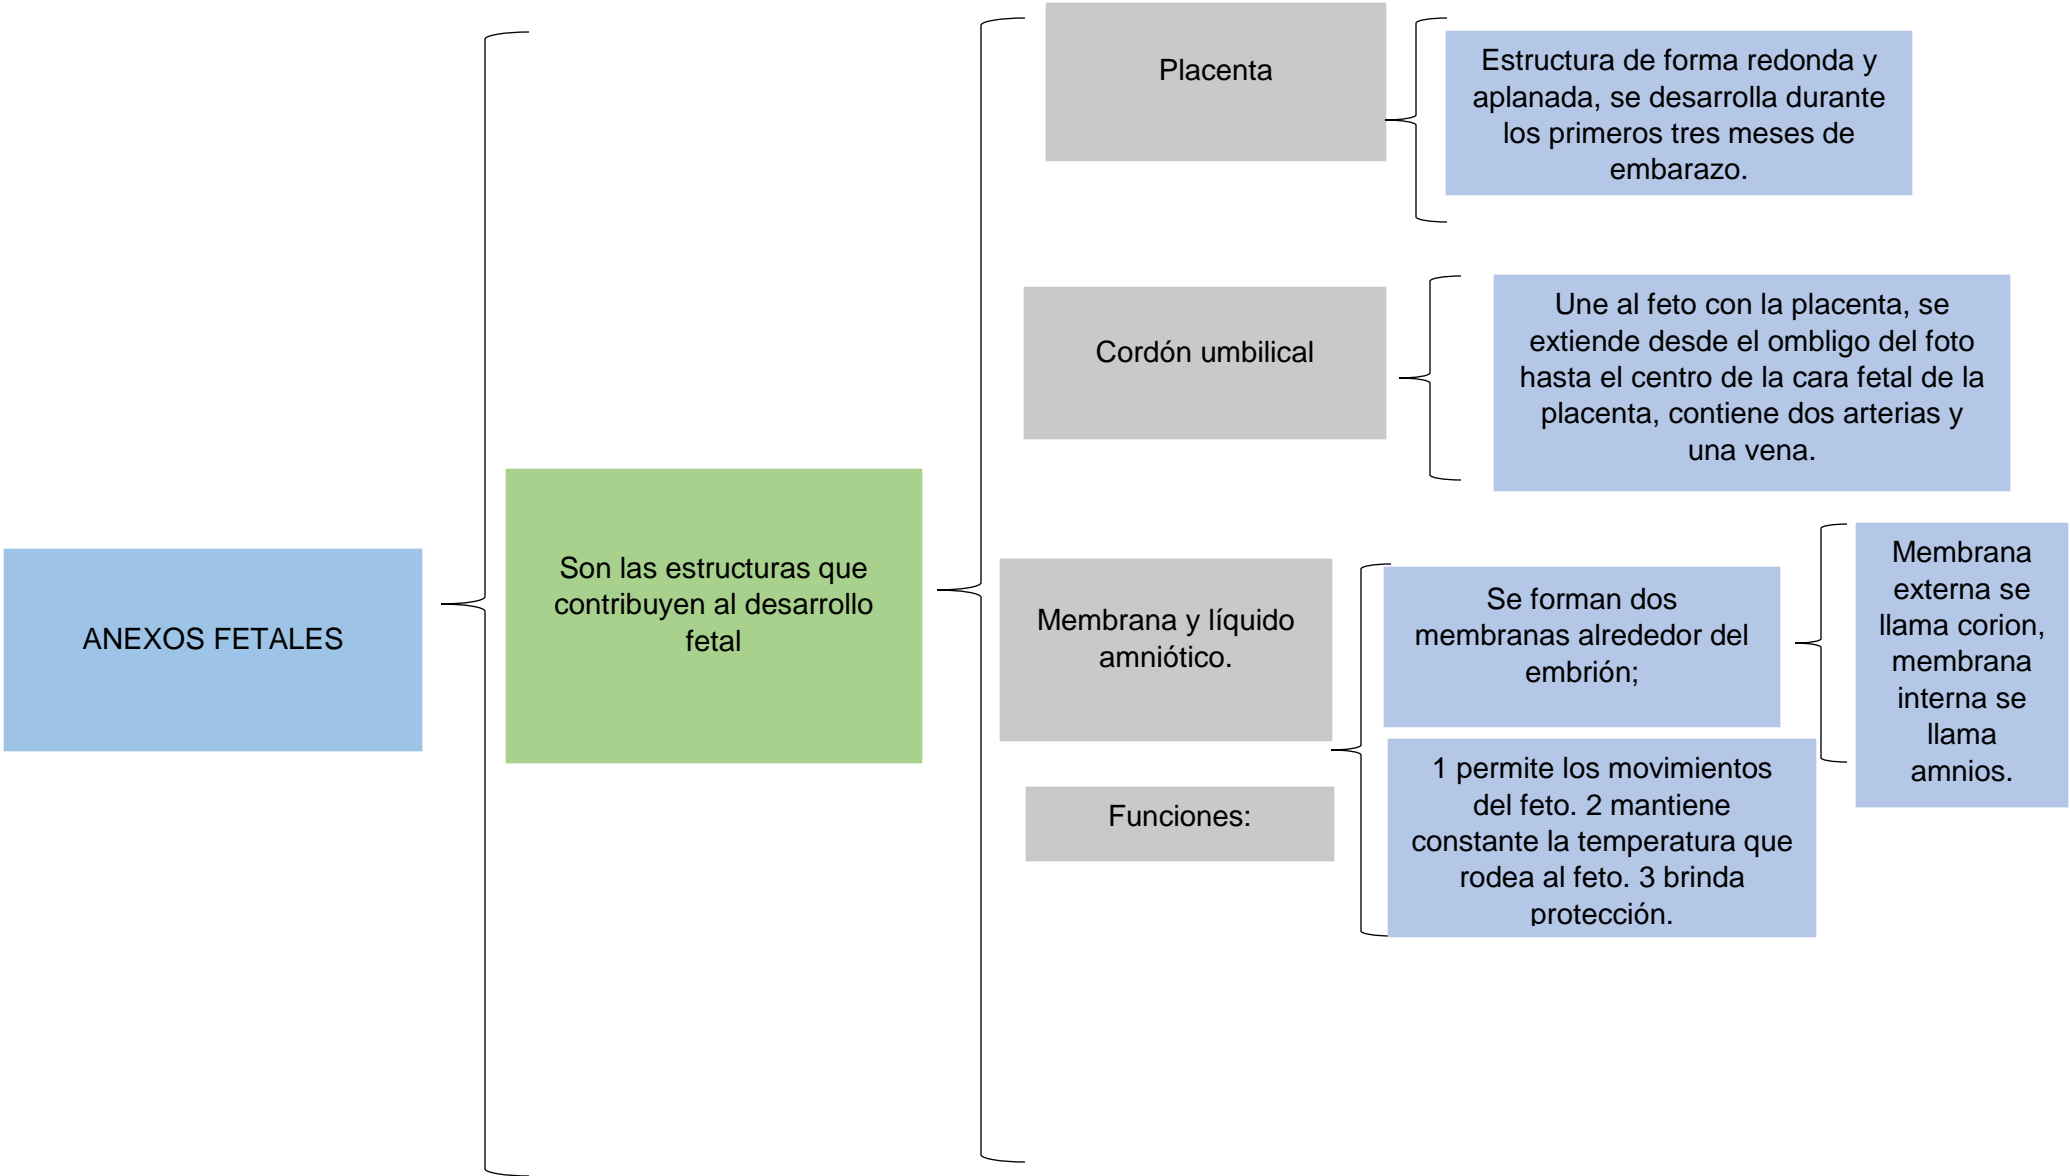 ANEXOS FETALES
Son las estructuras que
contribuyen al desarrollo
fetal
Placenta
Estructura de forma redonda y
aplanada, se desarrolla durante
los primeros tres meses de
embarazo.
Cordón umbilical
Une al feto con la placenta, se
extiende desde el ombligo del foto
hasta el centro de la cara fetal de la
placenta, contiene dos arterias y
una vena.
Membrana y líquido
amniótico.
Se forman dos
membranas alrededor del
embrión;
Membrana
externa se
llama corion,
membrana
interna se
llama
amnios.
Funciones:
1 permite los movimientos
del feto. 2 mantiene
constante la temperatura que
rodea al feto. 3 brinda
protección.